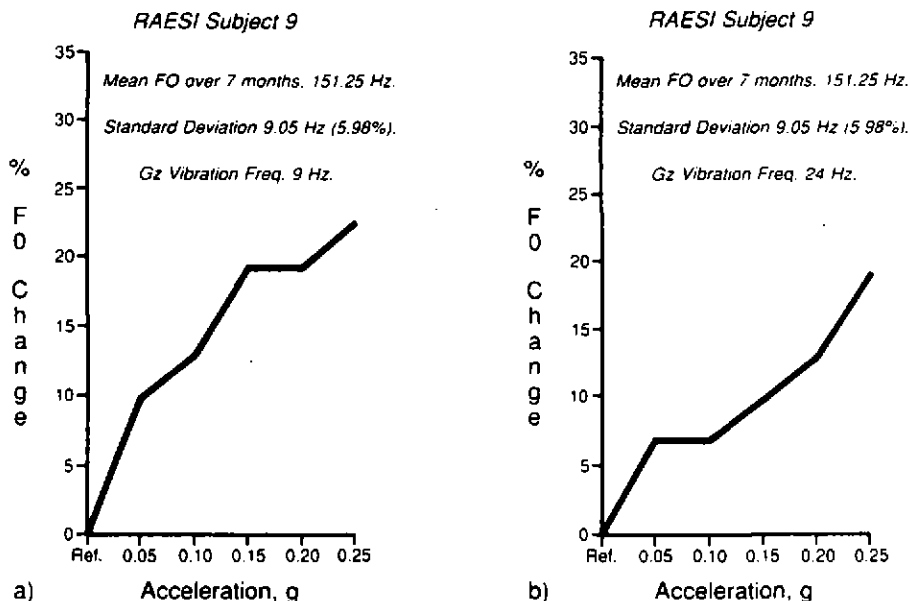 RAESI Subject 9
Mean FO over 7 months. 151.25 Hz.
Standard Deviation 9.05 Hz (5.98%).
Gz Vibration Freq. 9 Hz.
% F0 Change
35
30
25
20
15
10
5
0
Ref. 0.05 0.10 0.15 0.20 0.25
a) Acceleration, g
RAESI Subject 9
Mean FO over 7 months. 151.25 Hz.
Standard Deviation 9.05 Hz (5 98%).
Gz Vibration Freq. 24 Hz.
% F0 Change
35
30
25
20
15
10
5
0
Ref. 0.05 0.10 0.15 0.20 0.25
b) Acceleration, g